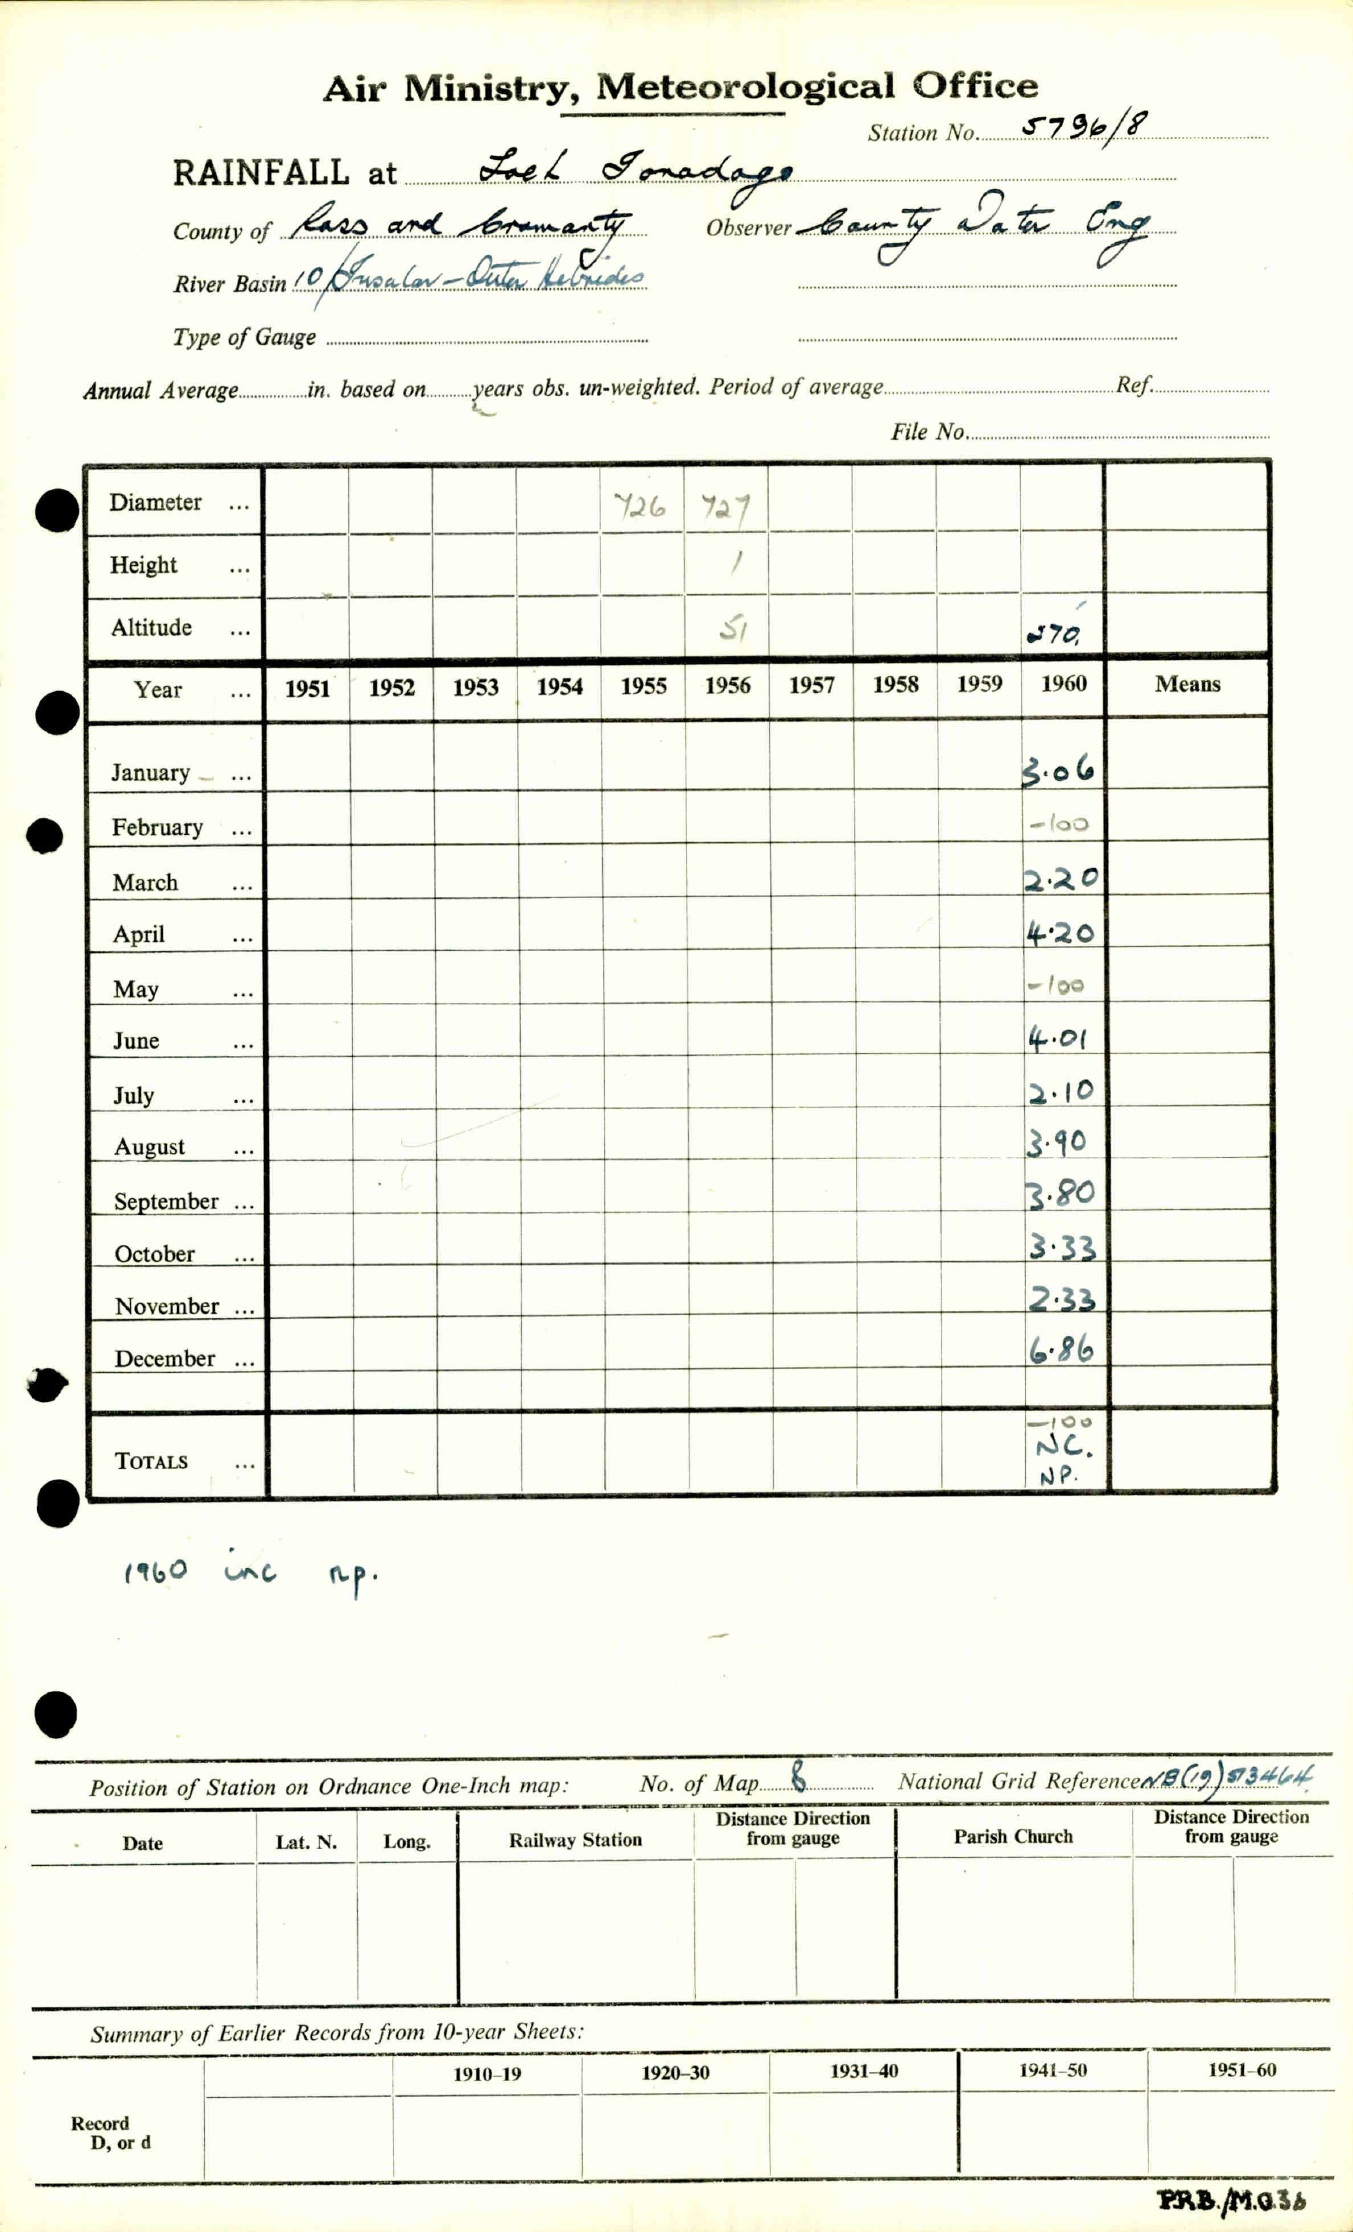 Air Ministry, Meteorological Office
Station No. 5796/8
RAINFALL at Loch
County of Ross and Cromarty Observer County Water Eng
River Basin 10/Insular - Outer Hebrides
Type of Gauge
Annual Average in. based on years obs. un-weighted. Period of average Ref.
File No.
Diameter ... 726 727
Height ... 1
Altitude ... 51 270.
Year ... 1951 1952 1953 1954 1955 1956 1957 1958 1959 1960 Means
January ... 3.06
February ... -100
March ... 2.20
April ... 4.20
May ... -100
June ... 4.01
July ... 2.10
August ... 3.90
September ... 3.80
October ... 3.33
November ... 2.33
December ... 6.86
-100
TOTALS ... NC.
NP.
1960 inc np.
Position of Station on Ordnance One-Inch map: No. of Map 8 National Grid Reference NB(19)513464
Date Lat. N. Long. Railway Station Distance Direction from gauge Parish Church Distance Direction from gauge
Summary of Earlier Records from 10-year Sheets:
1910–19 1920–30 1931–40 1941–50 1951–60
Record
D, or d
PRB./M.O.36